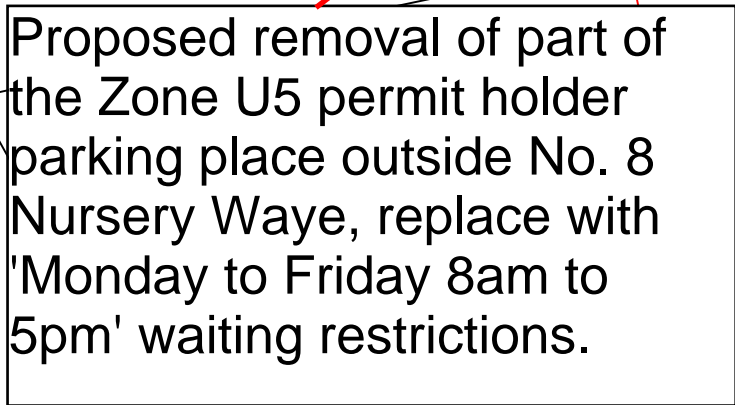 Proposed removal of part of
the Zone U5 permit holder
parking place outside No. 8
Nursery Waye, replace with
'Monday to Friday 8am to
5pm' waiting restrictions.